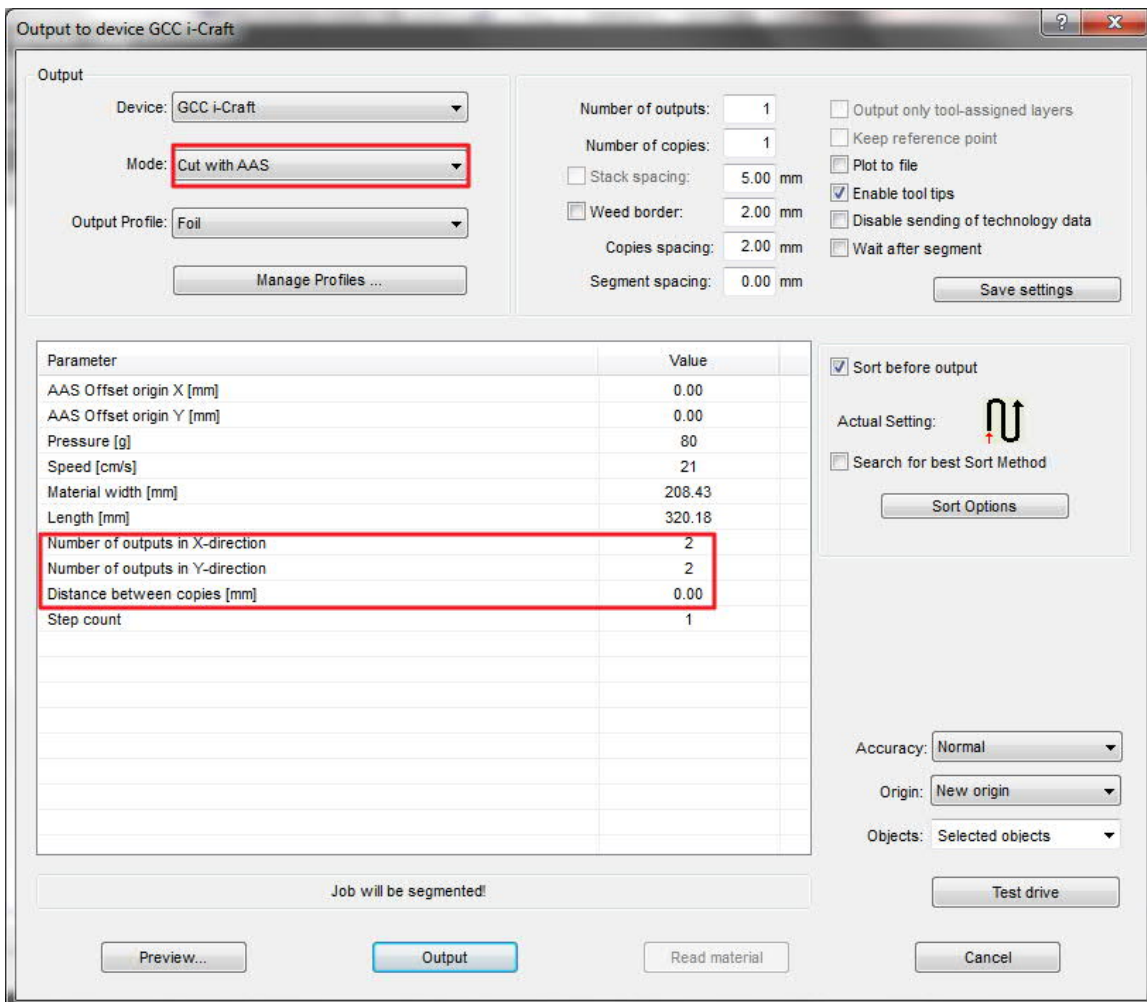 Output to device GCC i-Craft
Output
Device: GCC i-Craft
Mode: Cut with AAS
Output Profile: Foil
Manage Profiles ...
Number of outputs: 1
Number of copies: 1
Stack spacing: 5.00 mm
Weed border: 2.00 mm
Copies spacing: 2.00 mm
Segment spacing: 0.00 mm
Output only tool-assigned layers
Keep reference point
Plot to file
Enable tool tips
Disable sending of technology data
Wait after segment
Save settings
Parameter Value
AAS Offset origin X [mm] 0.00
AAS Offset origin Y [mm] 0.00
Pressure [g] 80
Speed [cm/s] 21
Material width [mm] 208.43
Length [mm] 320.18
Number of outputs in X-direction 2
Number of outputs in Y-direction 2
Distance between copies [mm] 0.00
Step count 1
Sort before output
Actual Setting:
Search for best Sort Method
Sort Options
Accuracy: Normal
Origin: New origin
Objects: Selected objects
Job will be segmented!
Test drive
Preview...
Output
Read material
Cancel